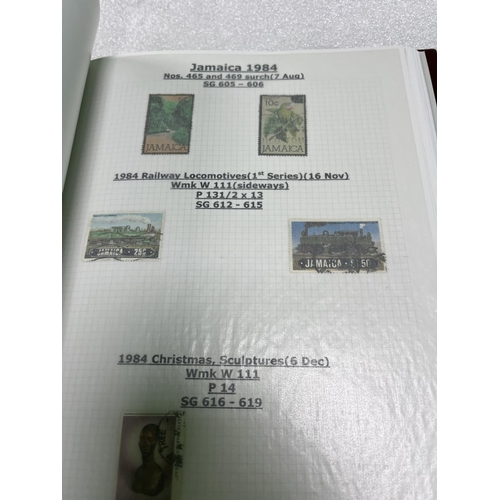 Jamaica 1984
Nos. 465 and 469 surch(7 Aug)
SG 605 - 606
JAMAICA
10c
JAMAICA
1984 Railway Locomotives(1st Series)(16 Nov)
Wmk W 111(sideways)
P 131/2 x 13
SG 612 - 615
JAMAICA 25c
JAMAICA $1.50
1984 Christmas, Sculptures(6 Dec)
Wmk W 111
P 14
SG 616 - 619